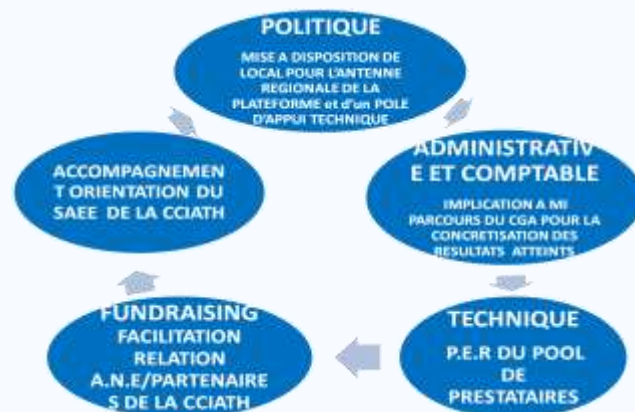 POLITIQUE
MISE A DISPOSITION DE
LOCAL POUR L'ANTENNE
REGIONALE DE LA
PLATEFORME et d'un POLE
D'APPUI TECHNIQUE
ADMINISTRATIV
E ET COMPTABLE
IMPLICATION A MI
PARCOURS DU CGA POUR LA
CONCRETISATION DES
RESULTATS ATTEINTS
TECHNIQUE
P.E.R DU POOL
DE
PRESTATAIRES
FUNDRAISING
FACILITATION
RELATION
A.N.E/PARTENAIRE
S DE LA CCIATH
ACCOMPAGNEMEN
T ORIENTATION DU
SAEE DE LA CCIATH